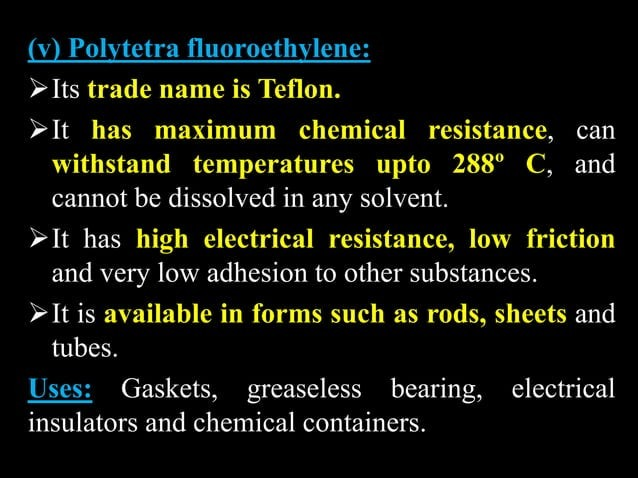 (v) Polytetra fluoroethylene:
➢Its trade name is Teflon.
➢It has maximum chemical resistance, can
withstand temperatures upto 288º C, and
cannot be dissolved in any solvent.
➢It has high electrical resistance, low friction
and very low adhesion to other substances.
➢It is available in forms such as rods, sheets and
tubes.
Uses: Gaskets, greaseless bearing, electrical
insulators and chemical containers.